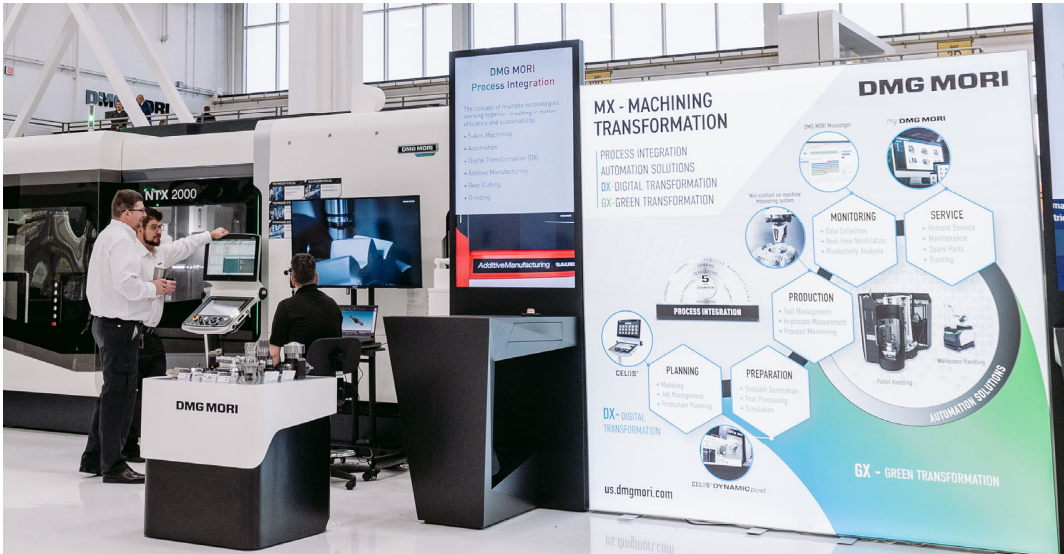 DMG MORI
DMG MORI
NTX 2000
DMG MORI
DMG MORI
Process Integration
The concept of multiple technologies
working together resulting in better
efficiency and sustainability
+ 5-Axis Machining
+ Automation
+ Digital Transformation (DX)
+ Additive Manufacturing
+ Gear Cutting
+ Grinding
AdditiveManufacturing
MX - MACHINING
TRANSFORMATION
PROCESS INTEGRATION
AUTOMATION SOLUTIONS
DX-DIGITAL TRANSFORMATION
GX-GREEN TRANSFORMATION
DMG MORI
DMG MORI Messenger
my DMG MORI
Non-contact on machine
measuring system
MONITORING
+ Data Collection
+ Real-time Notification
+ Productivity Analysis
SERVICE
+ Remote Service
+ Maintenance
+ Spare Parts
+ Training
5
PROCESS INTEGRATION
PRODUCTION
+ Tool Management
+ In-process Measurement
+ Process Monitoring
CELOS
PLANNING
+ Modeling
+ Job Management
+ Production Planning
PREPARATION
+ Toolpath Generation
+ Post Processing
+ Simulation
Pallet Handling
Workpiece Handling
AUTOMATION SOLUTIONS
DX- DIGITAL
TRANSFORMATION
CELOS DYNAMICpost
GX - GREEN TRANSFORMATION
us.dmgmori.com